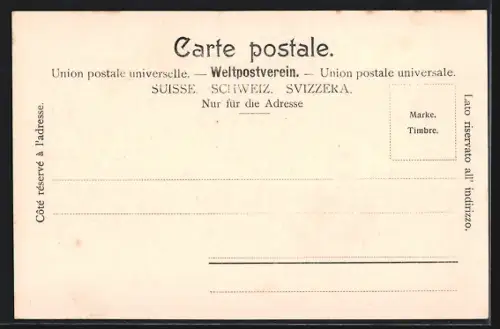 Carte postale.
Union postale universelle. — Weltpostverein. — Union postale universale.
SUISSE. SCHWEIZ. SVIZZERA.
Nur für die Adresse
Marke.
Timbre.
Côté réservé à l'adresse.
Lato riservato all' indirizzo.